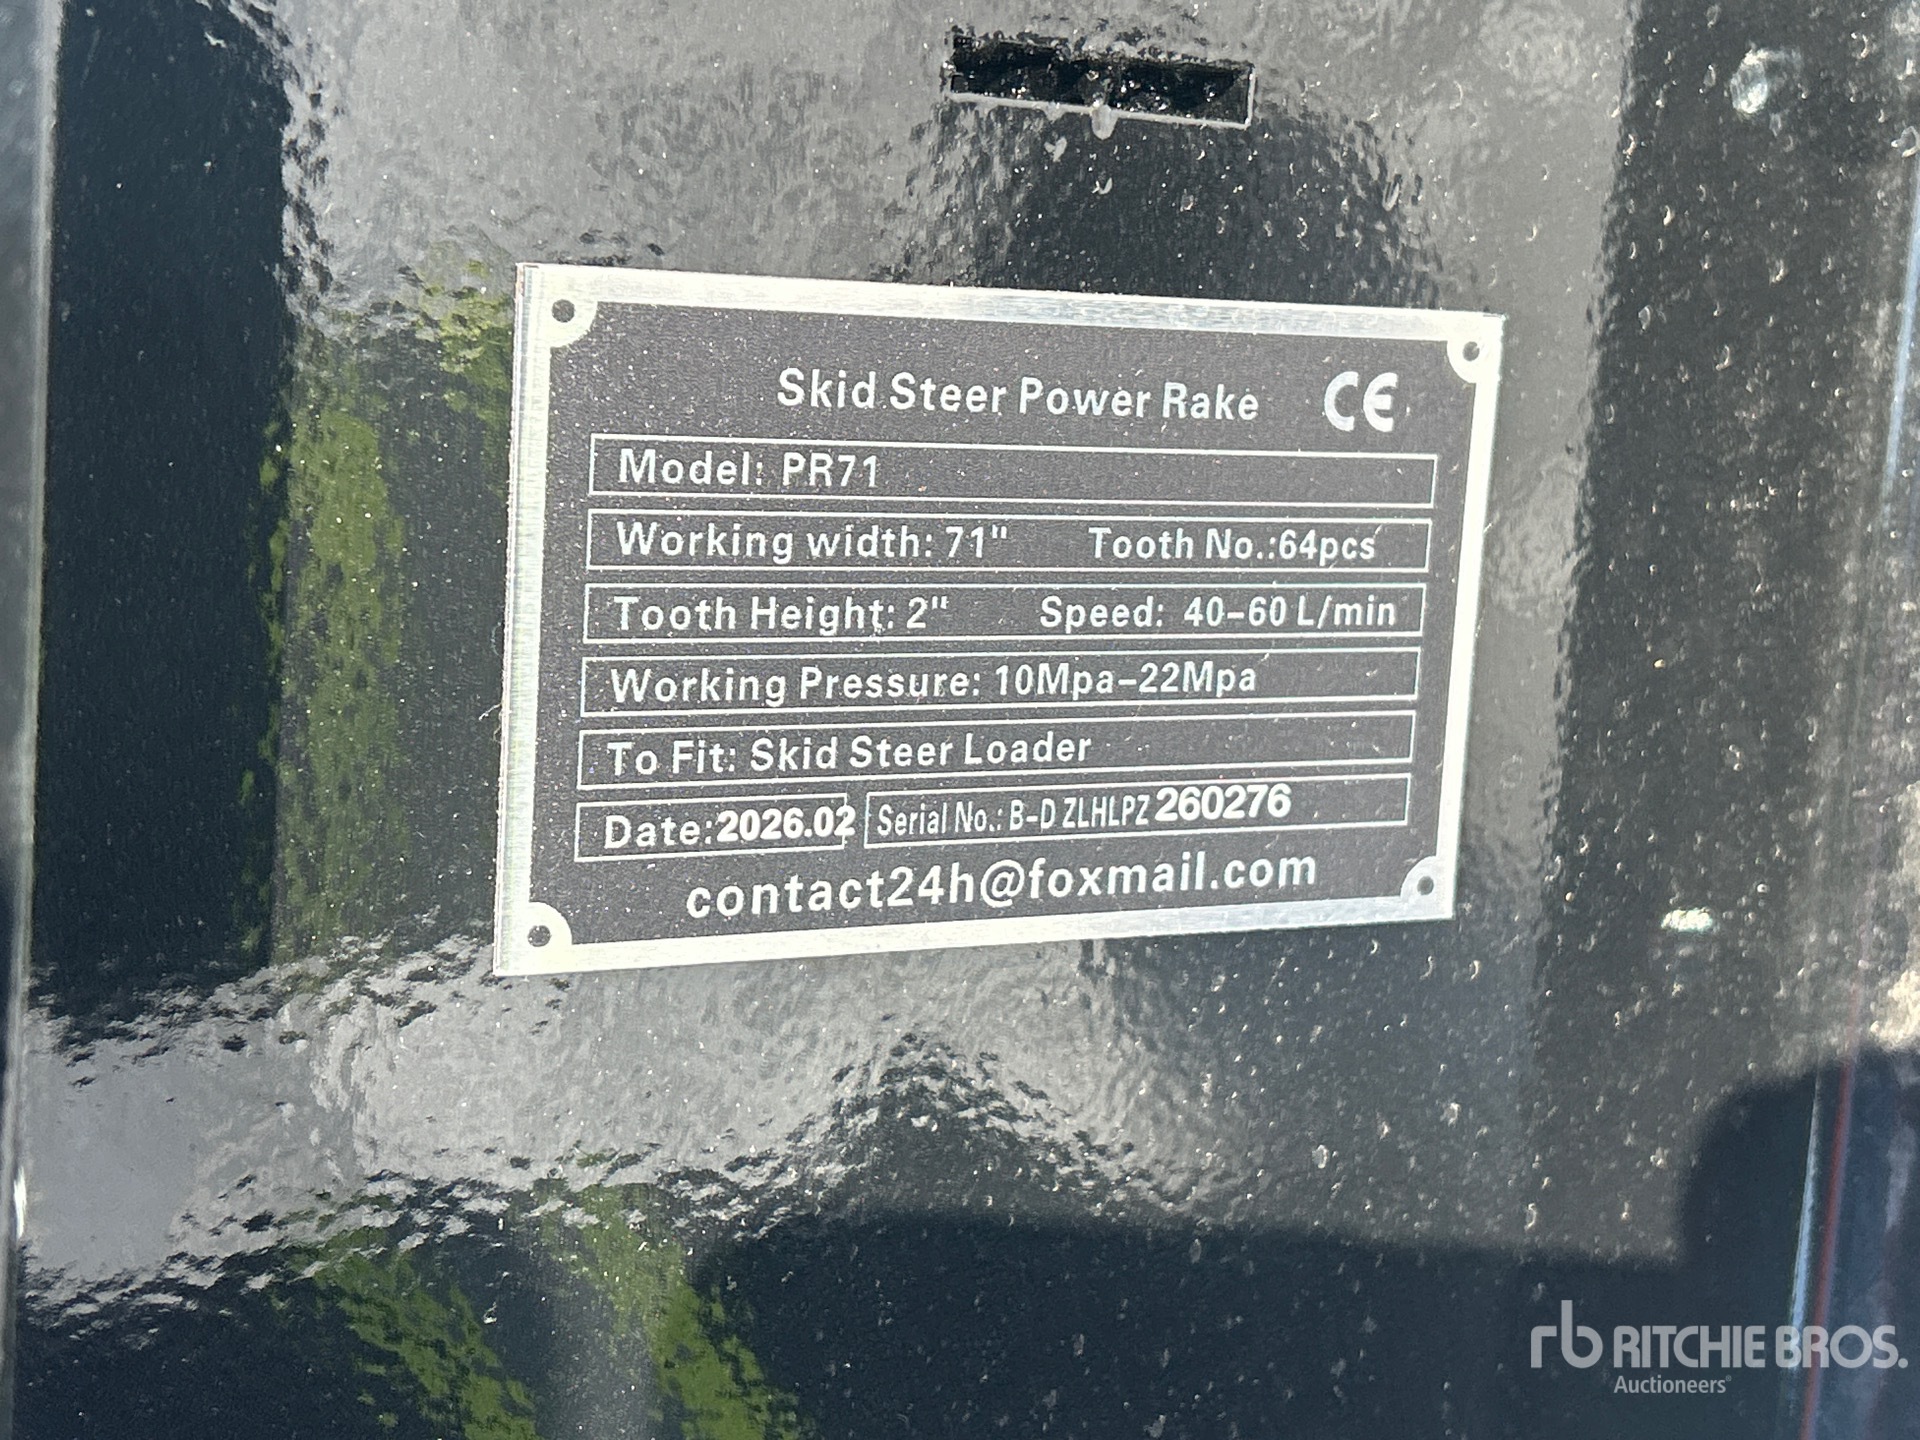 Skid Steer Power Rake CE
Model: PR71
Working width: 71" Tooth No.:64pcs
Tooth Height: 2" Speed: 40-60 L/min
Working Pressure: 10Mpa-22Mpa
To Fit: Skid Steer Loader
Date:2026.02 Serial No.: B-D ZLHLPZ 260276
contact24h@foxmail.com
rb RITCHIE BROS.
Auctioneers